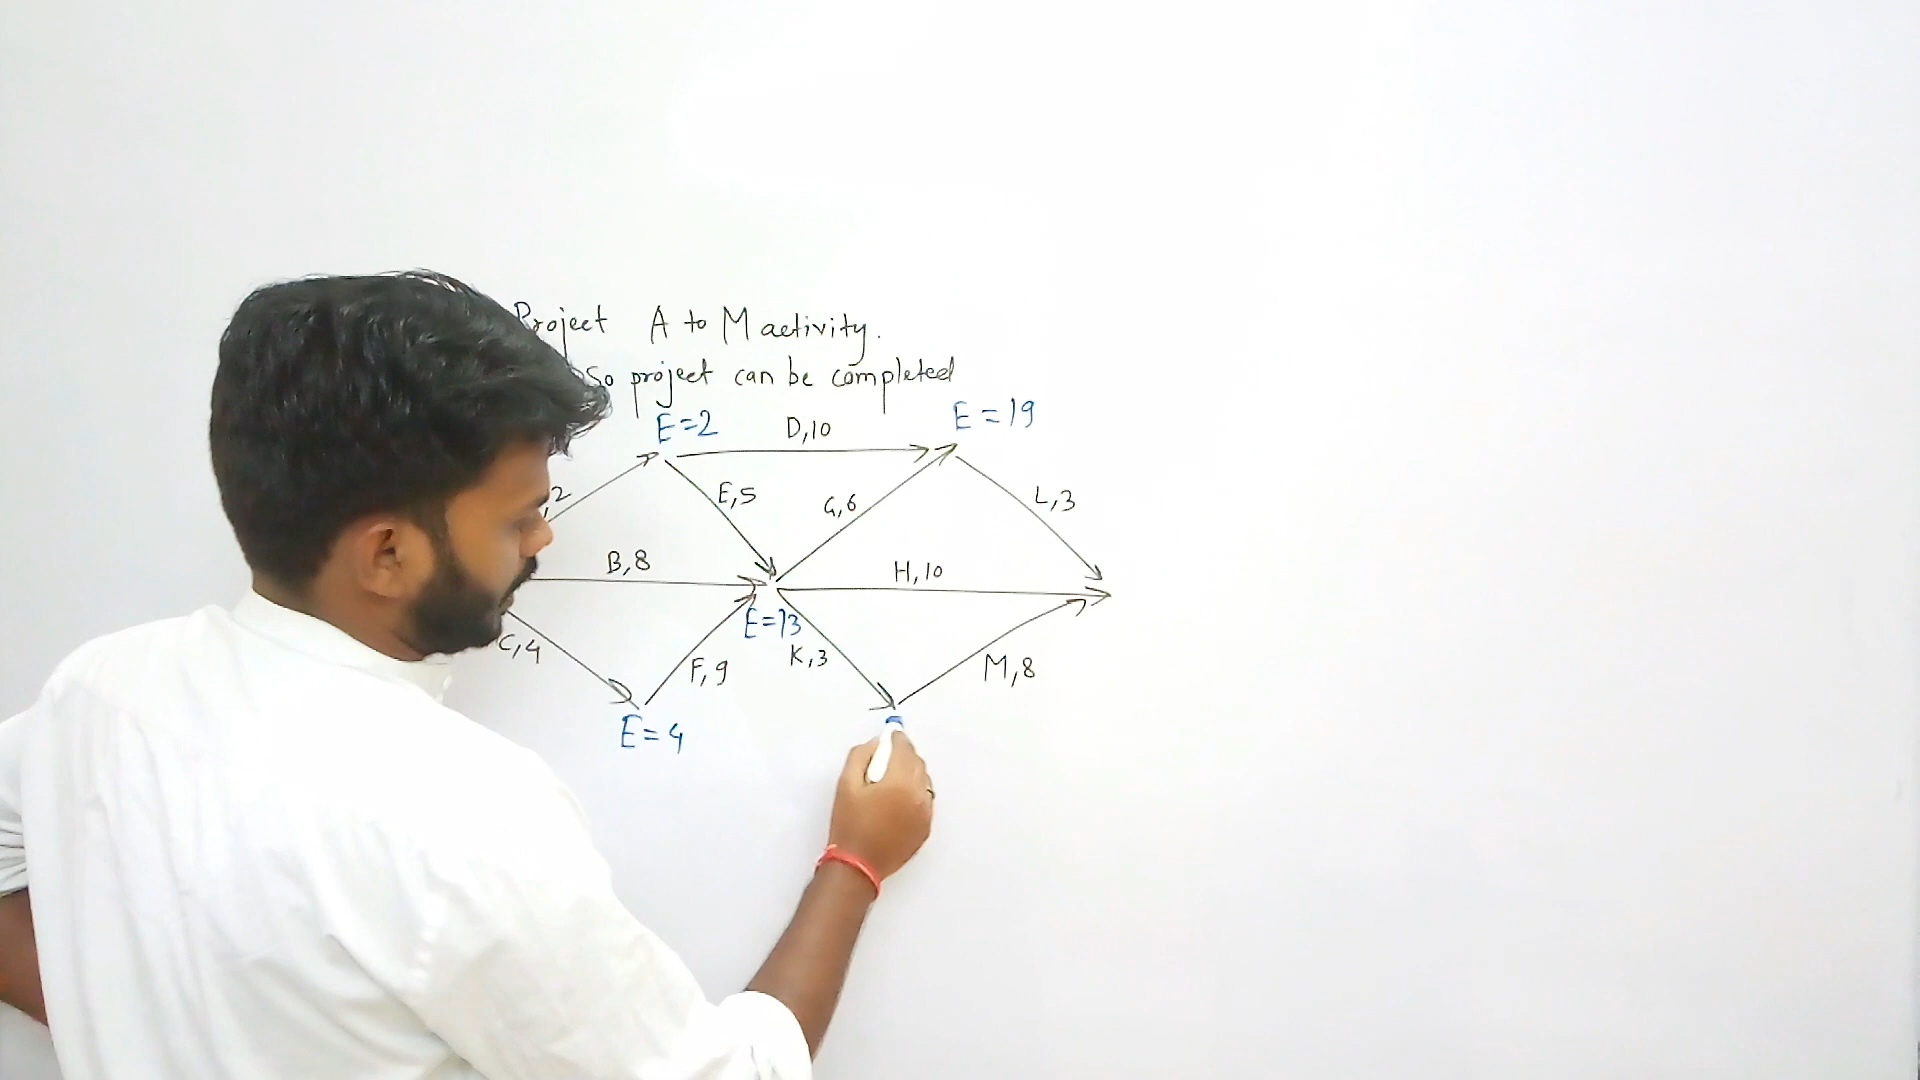 Project A to M activity.
So project can be completed
E=2
D,10
E=19
,2
E,5
G,6
L,3
B,8
H,10
E=13
C,4
F,9
K,3
M,8
E=4